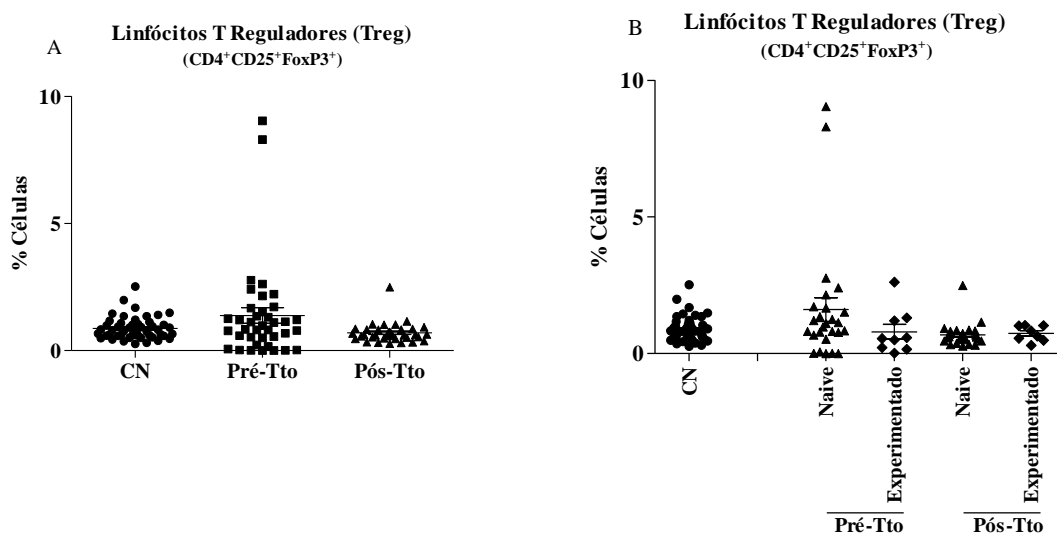 A
Linfócitos T Reguladores (Treg)
(CD4⁺CD25⁺FoxP3⁺)
% Células
10
5
0
CN
Pré-Tto
Pós-Tto
B
Linfócitos T Reguladores (Treg)
(CD4⁺CD25⁺FoxP3⁺)
% Células
10
5
0
CN
Naive
Experimentado
Naive
Experimentado
Pré-Tto
Pós-Tto